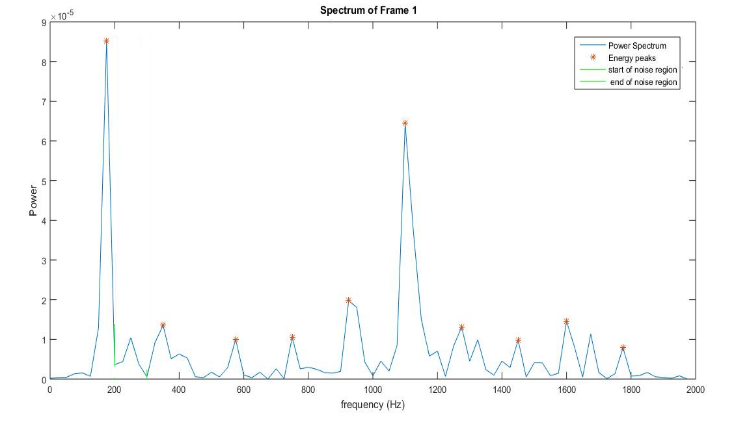 Spectrum of Frame 1
×10-5
9
8
7
6
5
4
3
2
1
0
Power
0 200 400 600 800 1000 1200 1400 1600 1800 2000
frequency (Hz)
Power Spectrum
Energy peaks
start of noise region
end of noise region